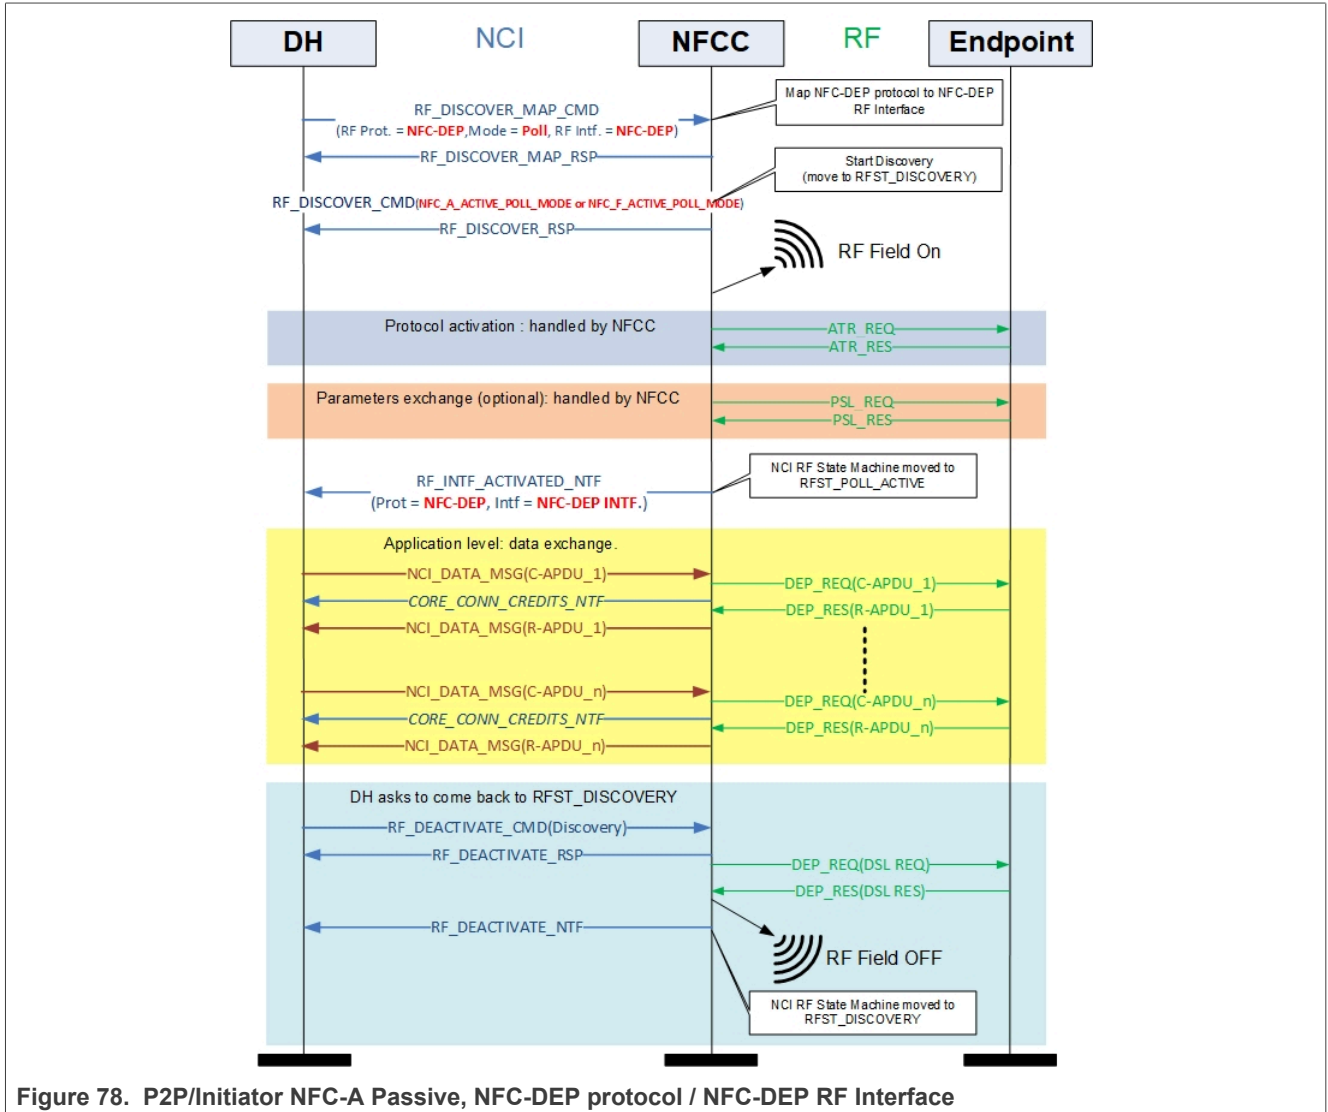 DH
NCI
NFCC
RF
Endpoint
Map NFC-DEP protocol to NFC-DEP
RF Interface
RF_DISCOVER_MAP_CMD
(RF Prot. = NFC-DEP,Mode = Poll, RF Intf. = NFC-DEP)
RF_DISCOVER_MAP_RSP
Start Discovery
(move to RFST_DISCOVERY)
RF_DISCOVER_CMD(NFC_A_ACTIVE_POLL_MODE or NFC_F_ACTIVE_POLL_MODE)
RF_DISCOVER_RSP
RF Field On
Protocol activation : handled by NFCC
ATR_REQ
ATR_RES
Parameters exchange (optional): handled by NFCC
PSL_REQ
PSL_RES
NCI RF State Machine moved to
RFST_POLL_ACTIVE
RF_INTF_ACTIVATED_NTF
(Prot = NFC-DEP, Intf = NFC-DEP INTF.)
Application level: data exchange.
NCI_DATA_MSG(C-APDU_1)
DEP_REQ(C-APDU_1)
CORE_CONN_CREDITS_NTF
DEP_RES(R-APDU_1)
NCI_DATA_MSG(R-APDU_1)
NCI_DATA_MSG(C-APDU_n)
DEP_REQ(C-APDU_n)
CORE_CONN_CREDITS_NTF
DEP_RES(R-APDU_n)
NCI_DATA_MSG(R-APDU_n)
DH asks to come back to RFST_DISCOVERY
RF_DEACTIVATE_CMD(Discovery)
RF_DEACTIVATE_RSP
DEP_REQ(DSL REQ)
DEP_RES(DSL RES)
RF_DEACTIVATE_NTF
RF Field OFF
NCI RF State Machine moved to
RFST_DISCOVERY
Figure 78. P2P/Initiator NFC-A Passive, NFC-DEP protocol / NFC-DEP RF Interface